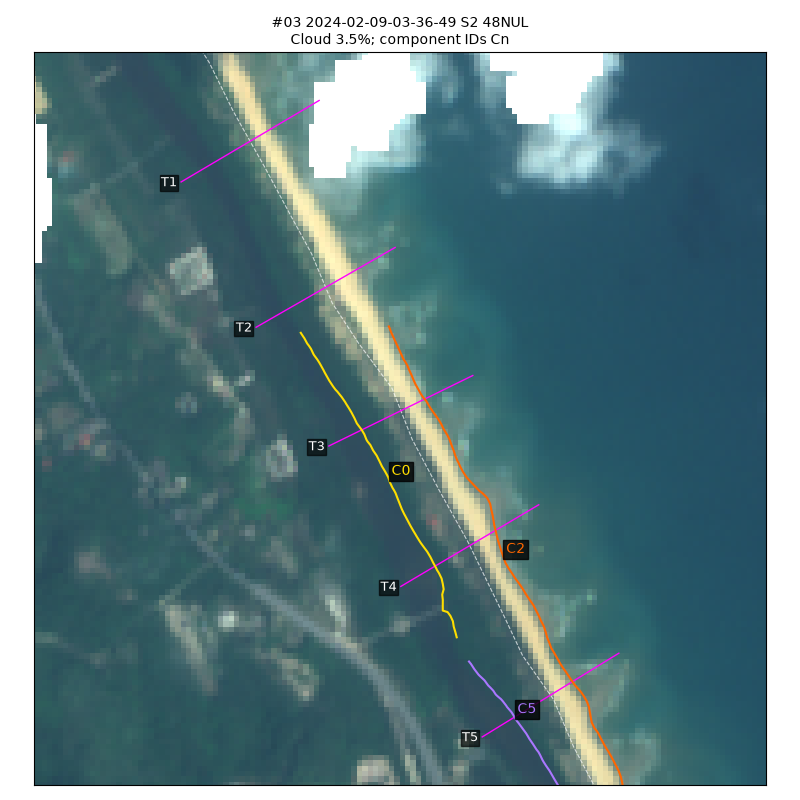 #03 2024-02-09-03-36-49 S2 48NUL
Cloud 3.5%; component IDs Cn
T1
T2
T3
C0
C2
T4
C5
T5